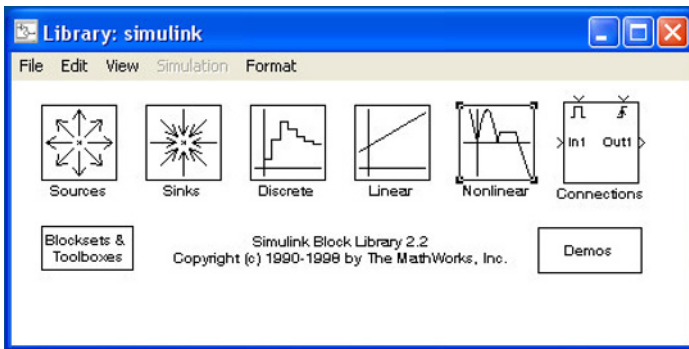 Library: simulink
File Edit View Simulation Format
In1 Out1
Sources Sinks Discrete Linear Nonlinear Connections
Blocksets &
Toolboxes
Simulink Block Library 2.2
Copyright (c) 1990-1998 by The MathWorks, Inc.
Demos